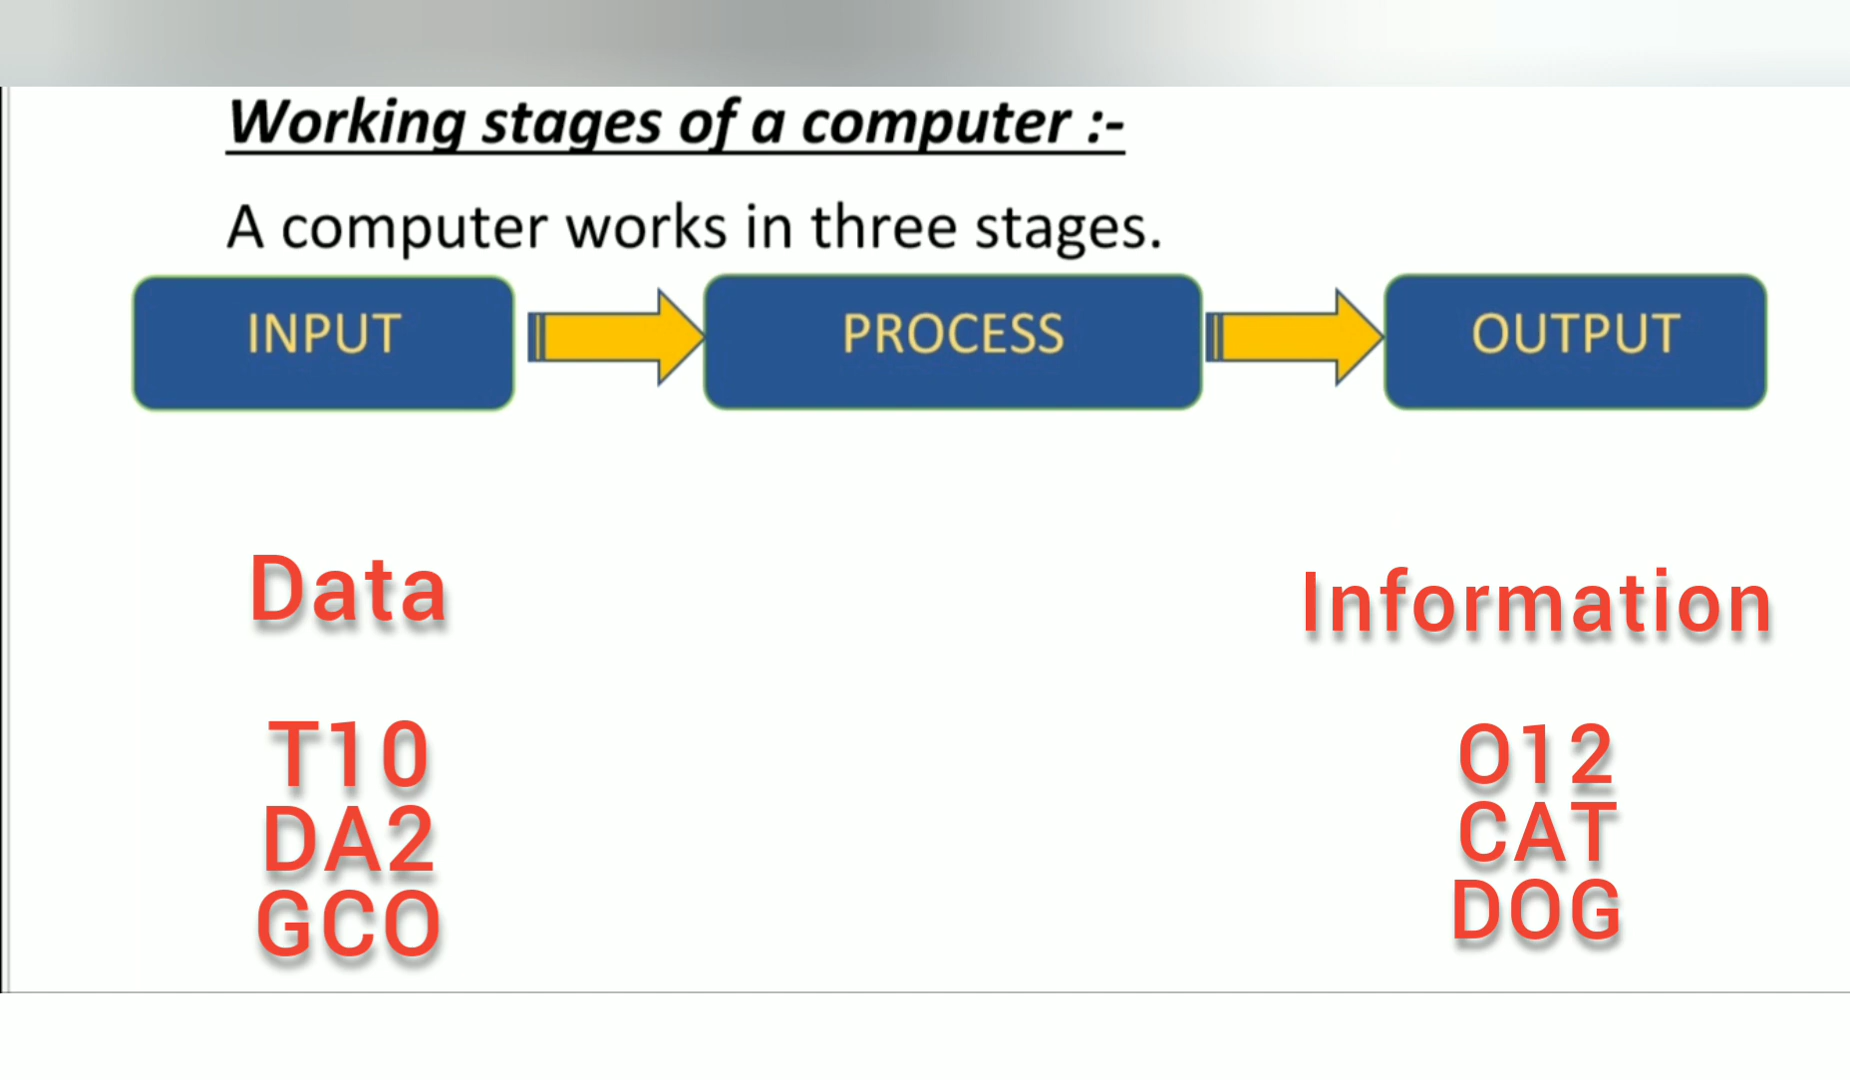 Working stages of a computer :-
A computer works in three stages.
INPUT PROCESS OUTPUT
Data Information
T10 O12
DA2 CAT
GCO DOG